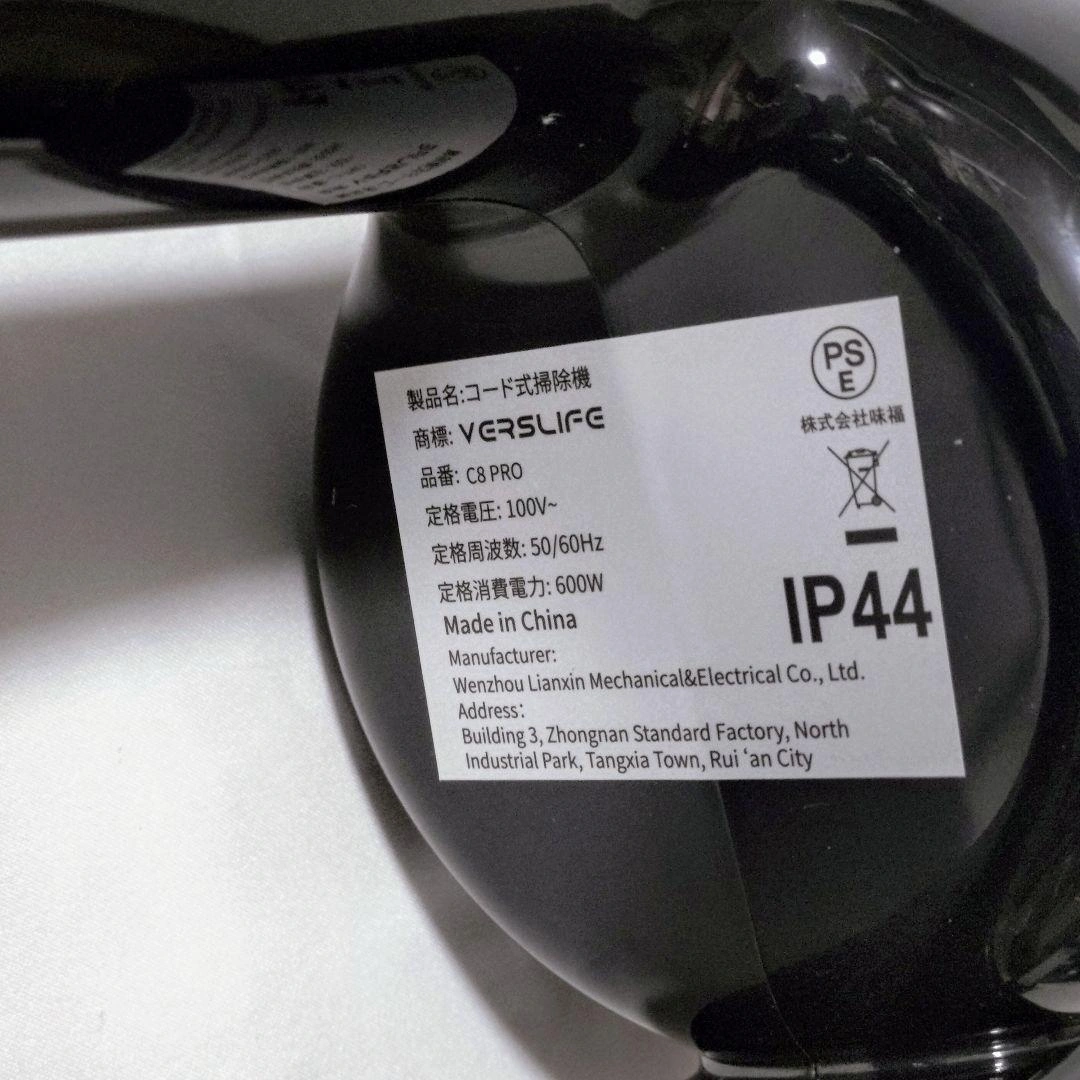 製品名:コード式掃除機
商標: VERSLIFE
品番: C8 PRO
定格電圧: 100V~
定格周波数: 50/60Hz
定格消費電力: 600W
Made in China
Manufacturer:
Wenzhou Lianxin Mechanical&Electrical Co., Ltd.
Address:
Building 3, Zhongnan Standard Factory, North
Industrial Park, Tangxia Town, Rui ‘an City
PS
E
株式会社味福
IP44